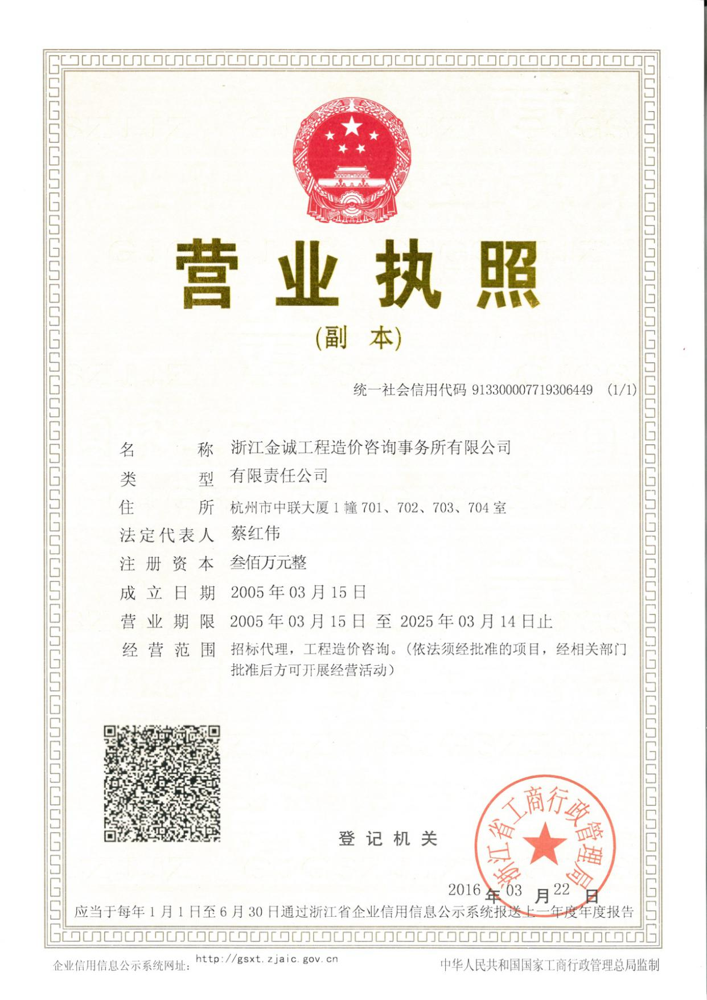 营业执照
(副 本)
统一社会信用代码 913300007719306449 (1/1)
名 称 浙江金诚工程造价咨询事务所有限公司
类 型 有限责任公司
住 所 杭州市中联大厦1幢701、702、703、704室
法定代表人 蔡红伟
注册资本 叁佰万元整
成立日期 2005年03月15日
营业期限 2005年03月15日 至 2025年03月14日止
经营范围 招标代理，工程造价咨询。（依法须经批准的项目，经相关部门
批准后方可开展经营活动）
登记机关
浙江省工商行政管理局
2016年03月22日
应当于每年1月1日至6月30日通过浙江省企业信用信息公示系统报送上一年度年度报告
企业信用信息公示系统网址： http://gsxt.zjaic.gov.cn
中华人民共和国国家工商行政管理总局监制